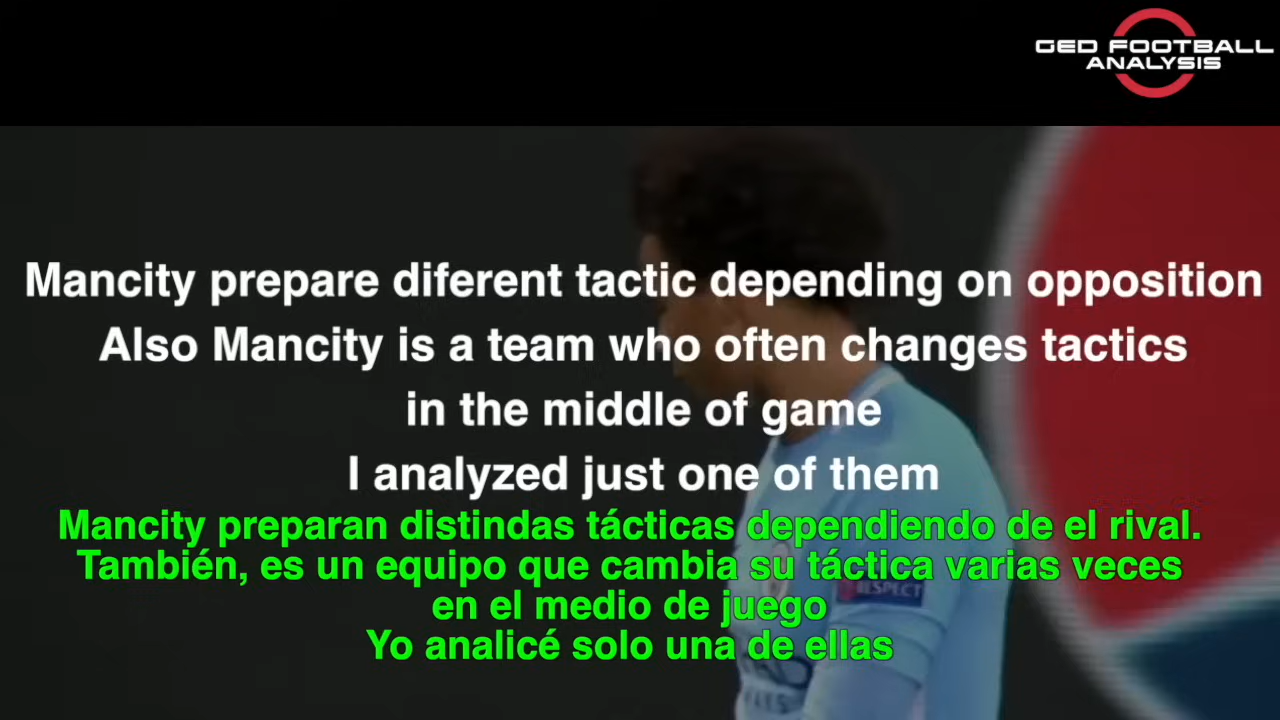 GED FOOTBALL
ANALYSIS
Mancity prepare diferent tactic depending on opposition
Also Mancity is a team who often changes tactics
in the middle of game
I analyzed just one of them
Mancity preparan distindas tácticas dependiendo de el rival.
También, es un equipo que cambia su táctica varias veces
en el medio de juego
Yo analicé solo una de ellas
RESPECT